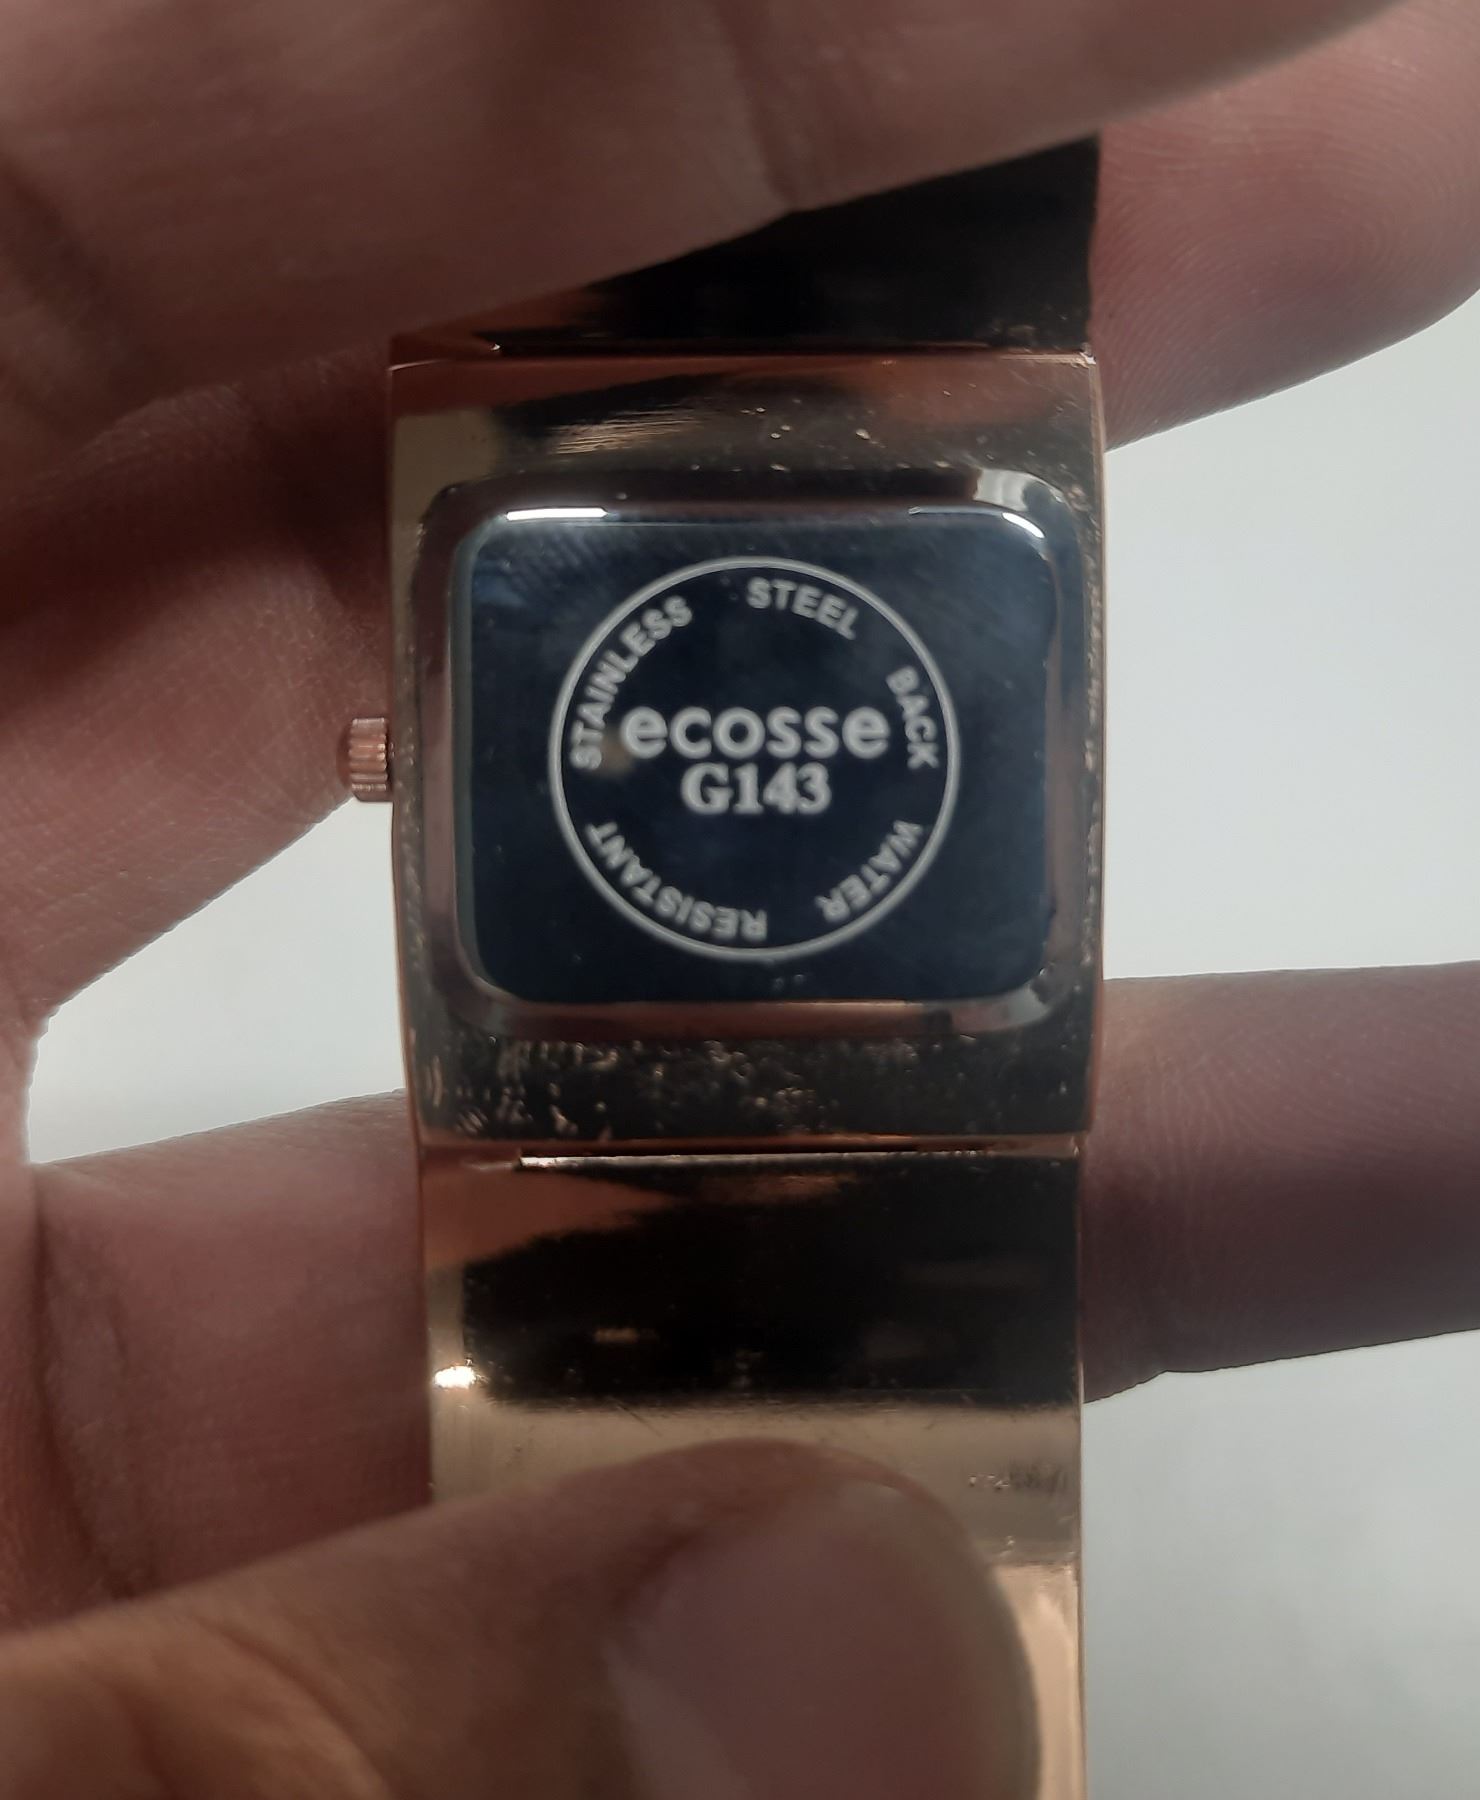 STAINLESS STEEL BACK
ecosse
G143
WATER RESISTANT